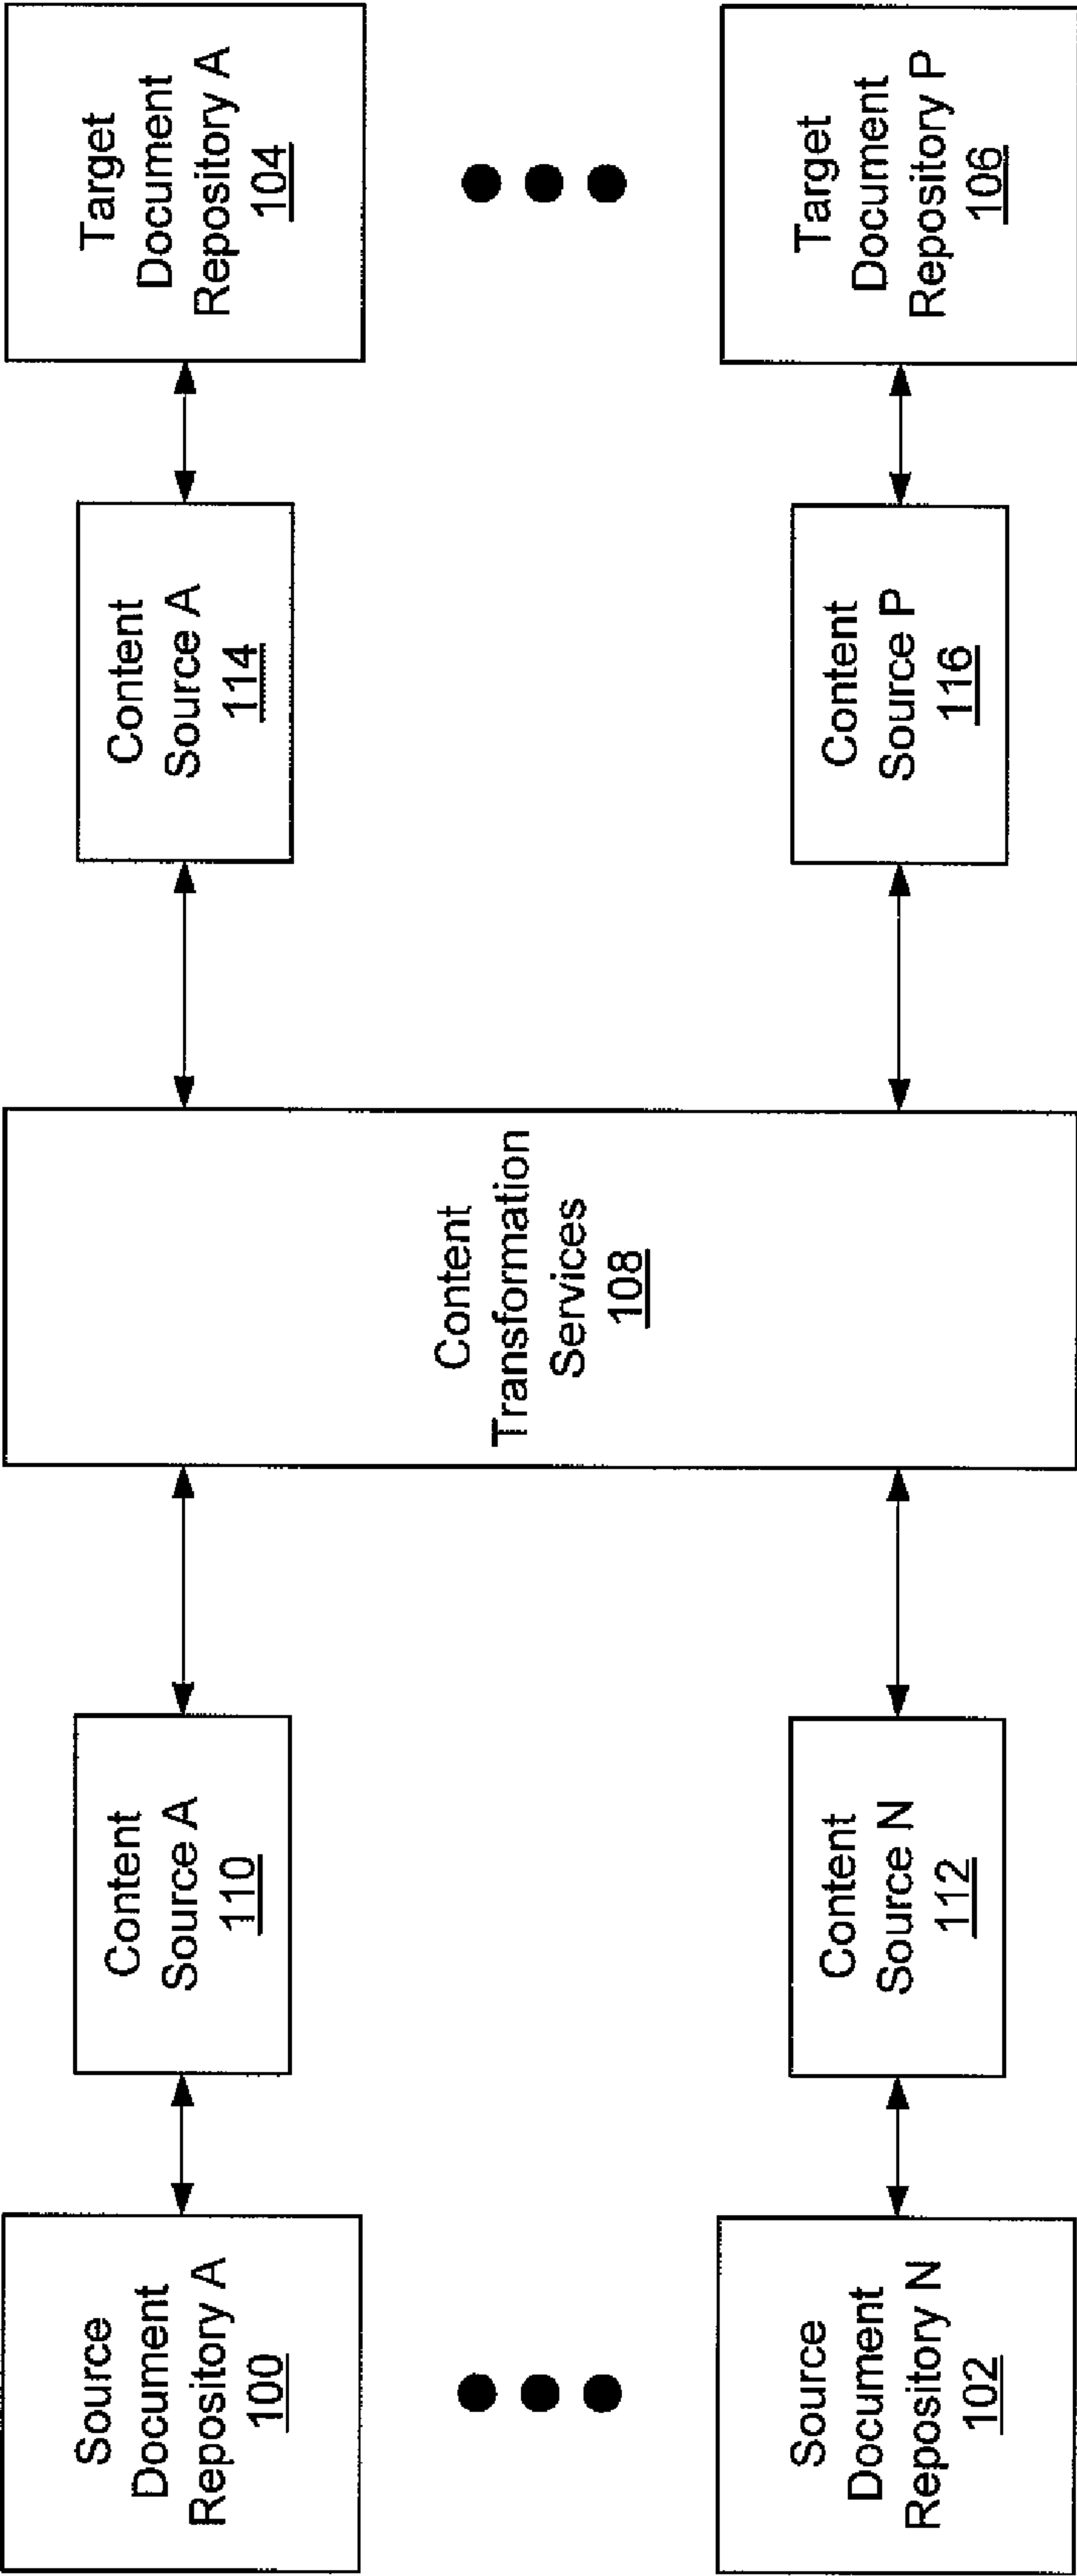 Source
Document
Repository A
100
Content
Source A
110
Content
Transformation
Services
108
Content
Source A
114
Target
Document
Repository A
104
Source
Document
Repository N
102
Content
Source N
112
Content
Source P
116
Target
Document
Repository P
106